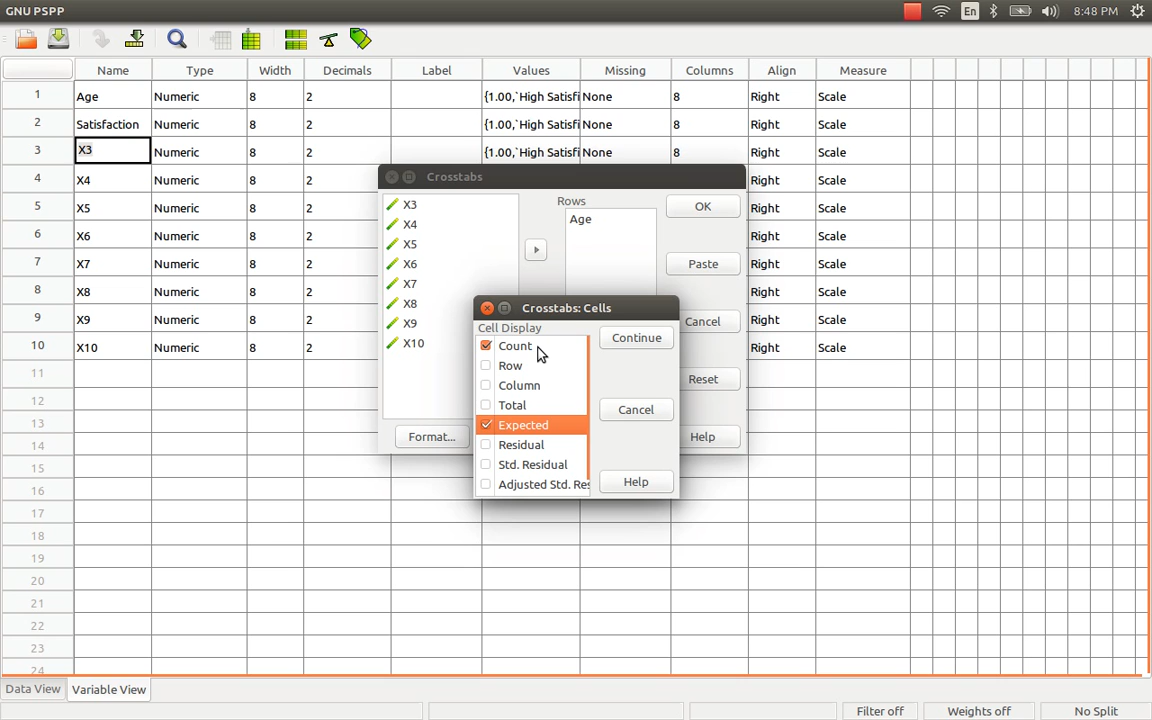 GNU PSPP En 8:48 PM
Name Type Width Decimals Label Values Missing Columns Align Measure
1 Age Numeric 8 2 {1.00,`High Satisfi None 8 Right Scale
2 Satisfaction Numeric 8 2 {1.00,`High Satisfi None 8 Right Scale
3 X3 Numeric 8 2 {1.00,`High Satisfi None 8 Right Scale
4 X4 Numeric 8 2 Right Scale
5 X5 Numeric 8 2 Right Scale
6 X6 Numeric 8 2 Right Scale
7 X7 Numeric 8 2 Right Scale
8 X8 Numeric 8 2 Right Scale
9 X9 Numeric 8 2 Right Scale
10 X10 Numeric 8 2 Right Scale
11
12
13
14
15
16
17
18
19
20
21
22
23
24
Crosstabs
X3
X4
X5
X6
X7
X8
X9
X10
Rows
Age
OK
Paste
Cancel
Reset
Help
Format...
Crosstabs: Cells
Cell Display
Count
Row
Column
Total
Expected
Residual
Std. Residual
Adjusted Std. Res
Continue
Cancel
Help
Data View Variable View
Filter off Weights off No Split